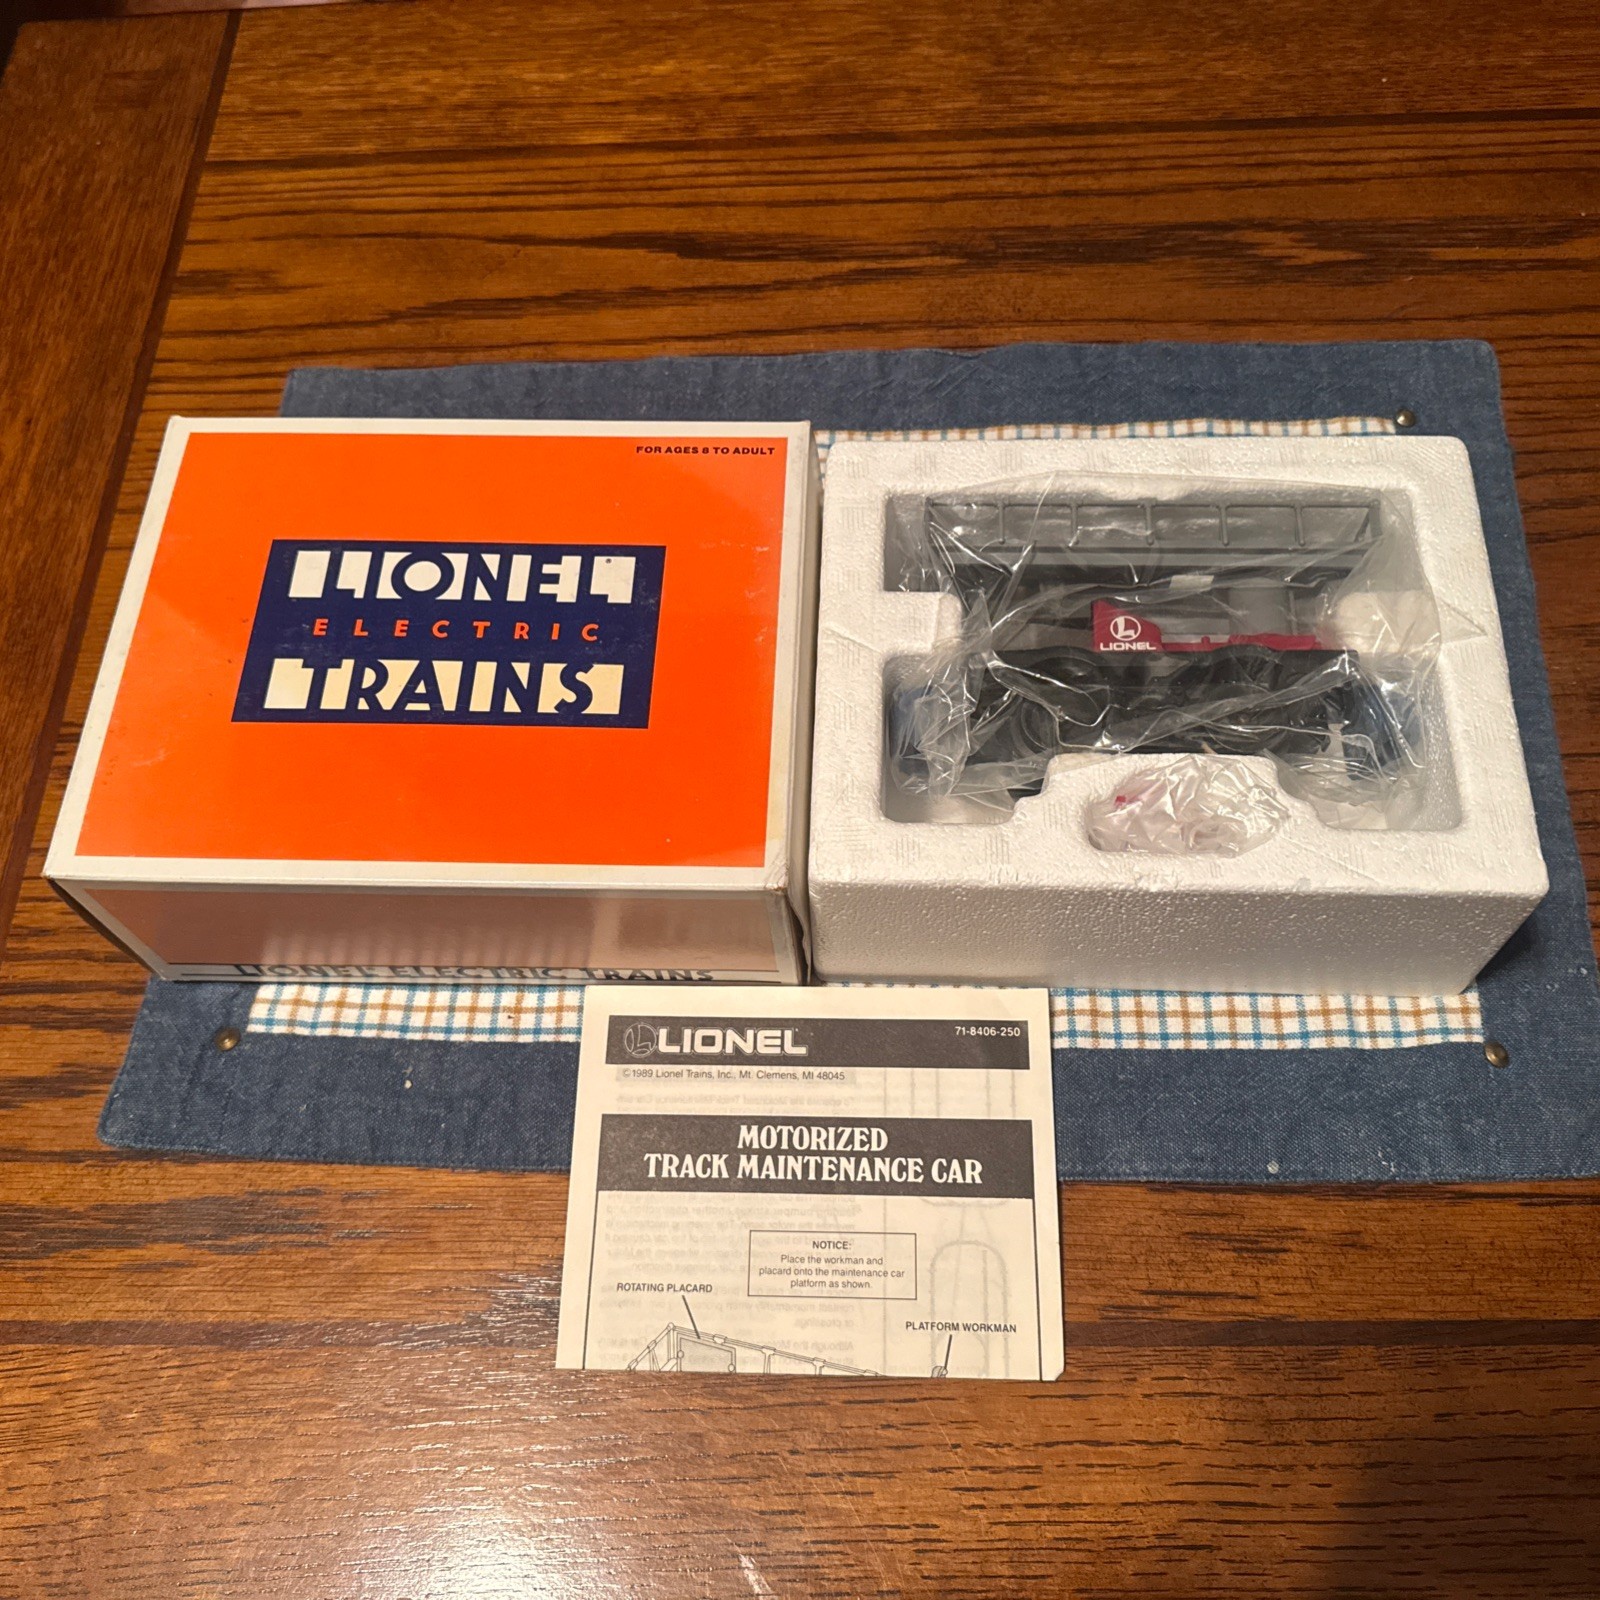 FOR AGES 8 TO ADULT
LIONEL
ELECTRIC
TRAINS
LIONEL ELECTRIC TRAINS
L
LIONEL
L LIONEL
71-8406-250
©1989 Lionel Trains, Inc., Mt. Clemens, MI 48045
MOTORIZED
TRACK MAINTENANCE CAR
NOTICE:
Place the workman and
placard onto the maintenance car
platform as shown.
ROTATING PLACARD
PLATFORM WORKMAN